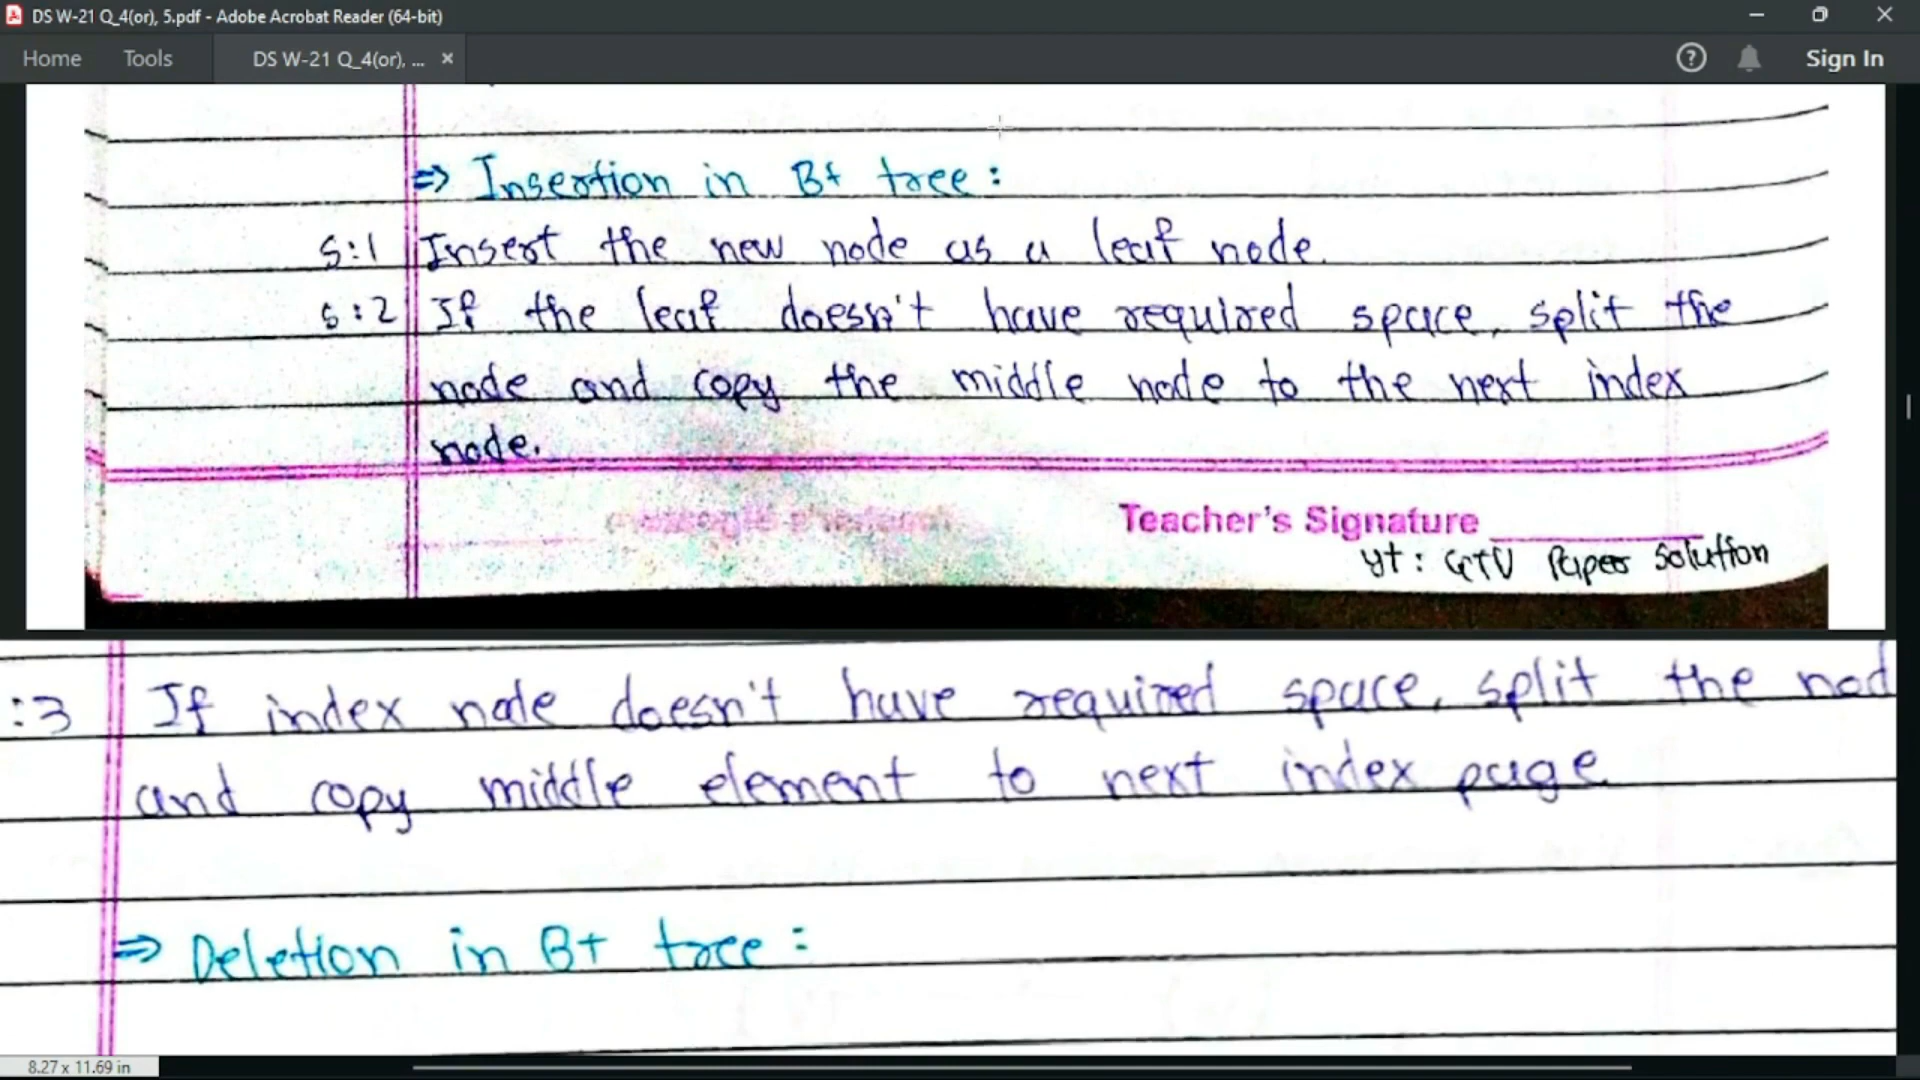 DS W-21 Q_4(or), 5.pdf - Adobe Acrobat Reader (64-bit)
Home Tools DS W-21 Q_4(or), ... × Sign In
⇒ Insertion in B+ tree :
S:1 Insert the new node as a leaf node.
S:2 If the leaf doesn't have required space, split the
node and copy the middle node to the next index
node.
Teacher's Signature
yt : GTU Paper Solution
:3 If index node doesn't have required space, split the nod
and copy middle element to next index page
⇒ Deletion in B+ tree :
8.27 x 11.69 in